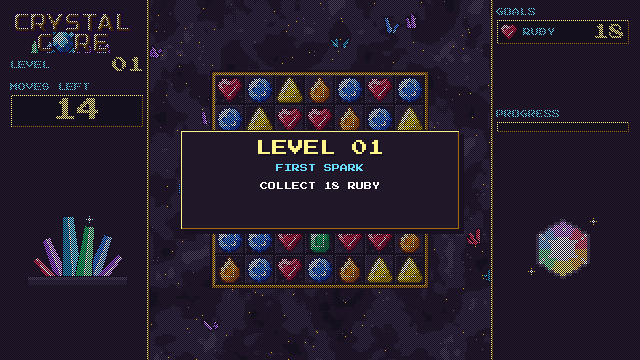 CRYSTAL
CORE
LEVEL 01
MOVES LEFT
14
GOALS
RUBY 18
PROGRESS
LEVEL 01
FIRST SPARK
COLLECT 18 RUBY